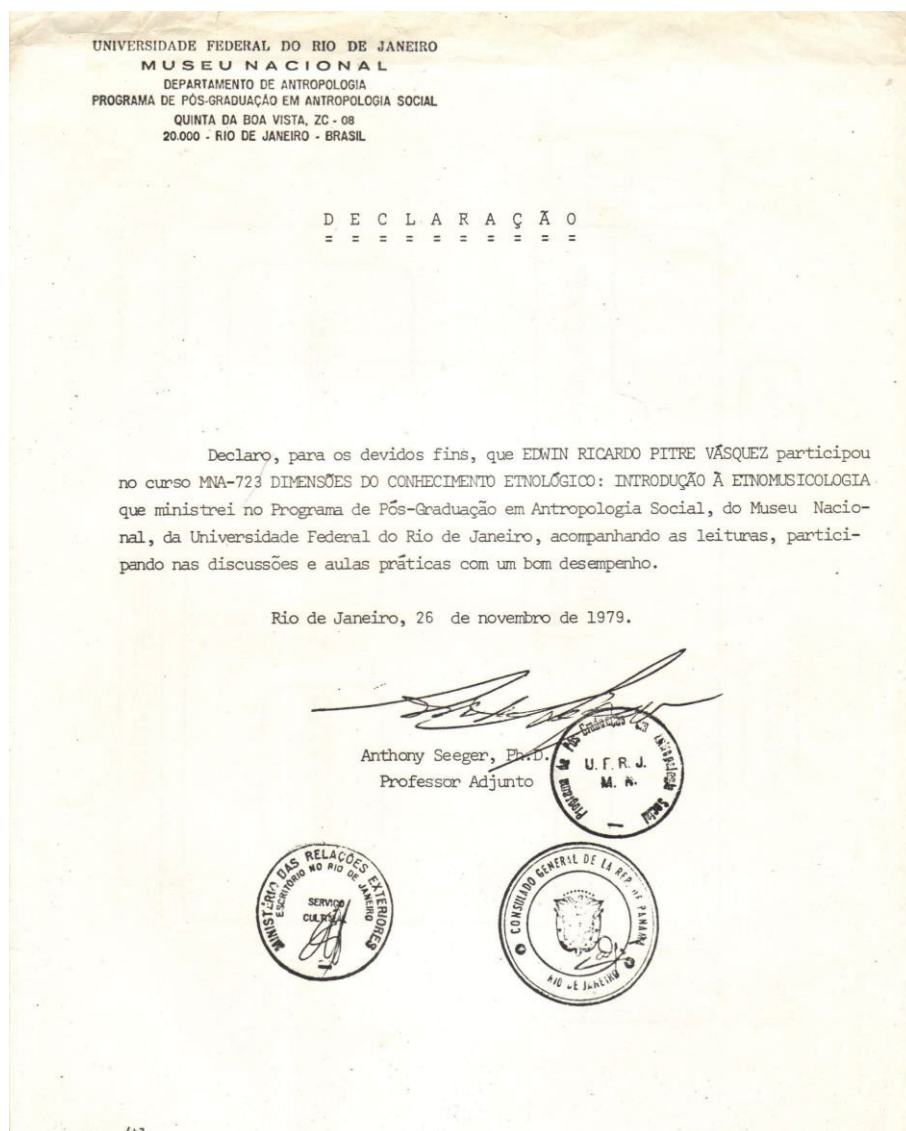 UNIVERSIDADE FEDERAL DO RIO DE JANEIRO
MUSEU NACIONAL
DEPARTAMENTO DE ANTROPOLOGIA
PROGRAMA DE PÓS-GRADUAÇÃO EM ANTROPOLOGIA SOCIAL
QUINTA DA BOA VISTA, ZC - 08
20.000 - RIO DE JANEIRO - BRASIL
D E C L A R A Ç Ã O
= = = = = = = = = =
Declaro, para os devidos fins, que EDWIN RICARDO PITRE VÁSQUEZ participou
no curso MNA-723 DIMENSÕES DO CONHECIMENTO ETNOLÓGICO: INTRODUÇÃO À ETNOMUSICOLOGIA
que ministrei no Programa de Pós-Graduação em Antropologia Social, do Museu Nacio-
nal, da Universidade Federal do Rio de Janeiro, acompanhando as leituras, partici-
pando nas discussões e aulas práticas com um bom desempenho.
Rio de Janeiro, 26 de novembro de 1979.
Anthony Seeger, Ph.D.
Professor Adjunto
Programa de Pós-Graduação em Antropologia Social
U. F. R. J.
M. N.
MINISTÉRIO DAS RELAÇÕES EXTERIORES
ESCRITÓRIO NO RIO DE JANEIRO
SERVIÇO
CULTURAL
CONSULADO GENERAL DE LA REP. DE PANAMÁ
RIO DE JANEIRO